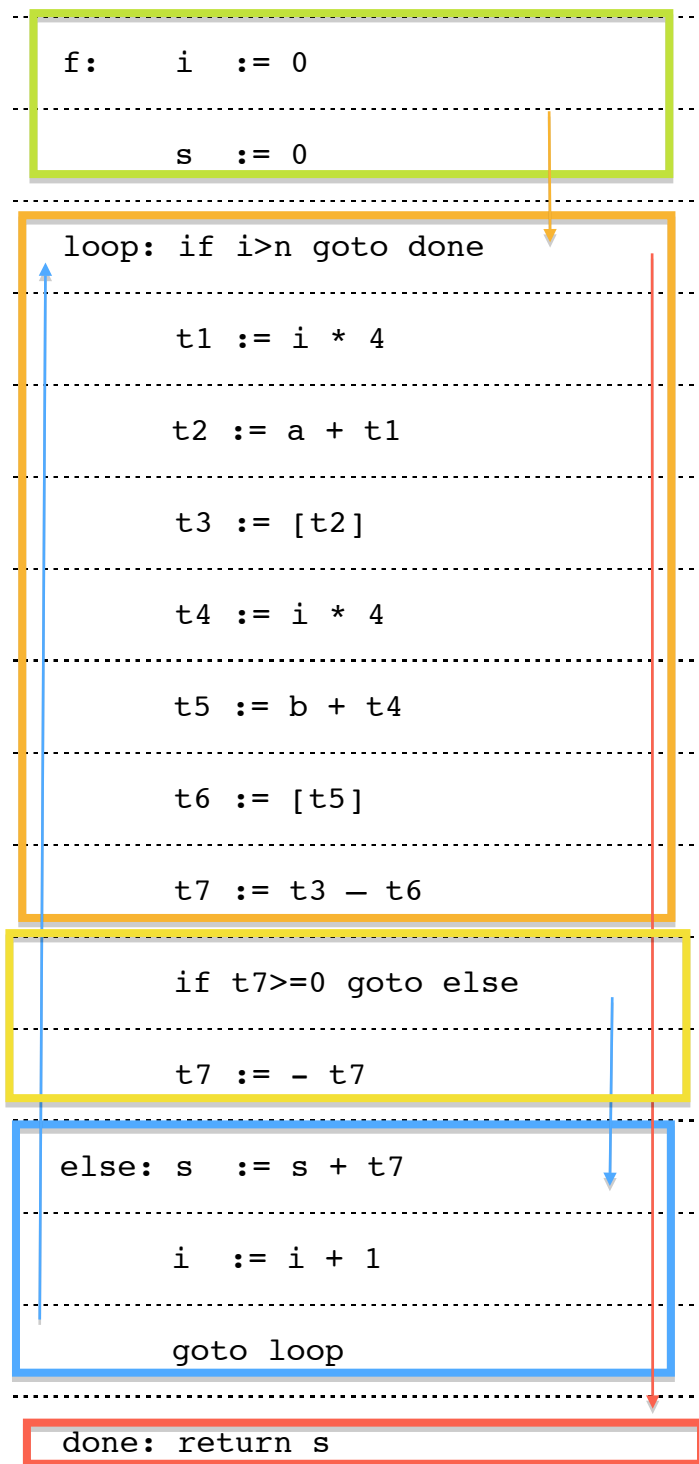 f: i := 0
s := 0
loop: if i>n goto done
t1 := i * 4
t2 := a + t1
t3 := [t2]
t4 := i * 4
t5 := b + t4
t6 := [t5]
t7 := t3 – t6
if t7>=0 goto else
t7 := - t7
else: s := s + t7
i := i + 1
goto loop
done: return s